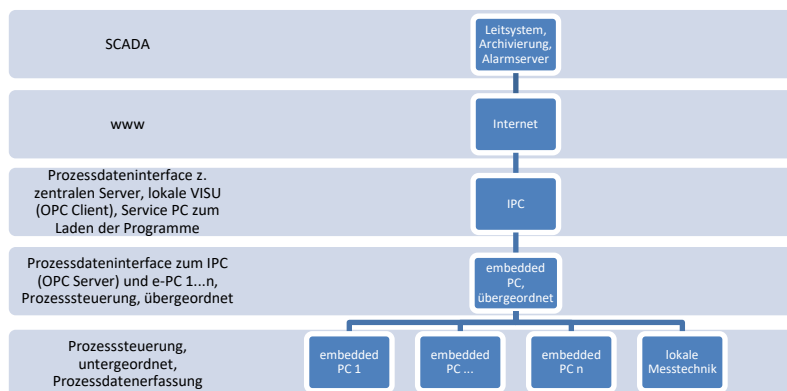 SCADA
Leitsystem,
Archivierung,
Alarmserver
www
Internet
Prozessdateninterface z.
zentralen Server, lokale VISU
(OPC Client), Service PC zum
Laden der Programme
IPC
Prozessdateninterface zum IPC
(OPC Server) und e-PC 1...n,
Prozesssteuerung, übergeordnet
embedded
PC,
übergeordnet
Prozesssteuerung,
untergeordnet,
Prozessdatenerfassung
embedded
PC 1
embedded
PC ...
embedded
PC n
lokale
Messtechnik